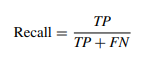 Recall = TP / (TP + FN)